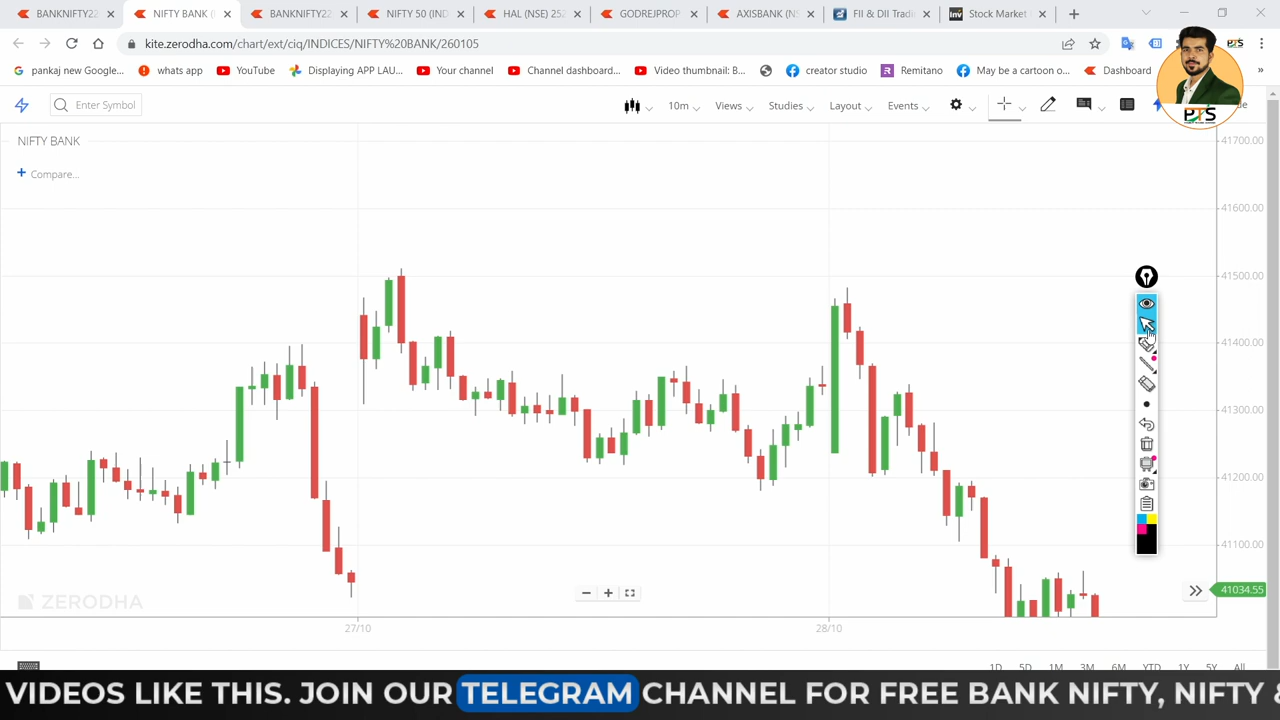 BANKNIFTY22
NIFTY BANK (
BANKNIFTY22
NIFTY 50 (IND
HAL (NSE) 252
GODREJPROP
AXISBANK (NS
FII & DII Tradi
Stock Market
kite.zerodha.com/chart/ext/ciq/INDICES/NIFTY%20BANK/260105
pankaj new Google...
whats app
YouTube
Displaying APP LAU...
Your channel
Channel dashboard...
Video thumbnail: B...
creator studio
Remitano
May be a cartoon o...
Dashboard
PTS
Enter Symbol
10m
Views
Studies
Layout
Events
PTS
NIFTY BANK
Compare...
41700.00
41600.00
41500.00
41400.00
41300.00
41200.00
41100.00
41034.55
ZERODHA
27/10
28/10
1D
5D
1M
3M
6M
YTD
1Y
5Y
All
VIDEOS LIKE THIS. JOIN OUR TELEGRAM CHANNEL FOR FREE BANK NIFTY, NIFTY &